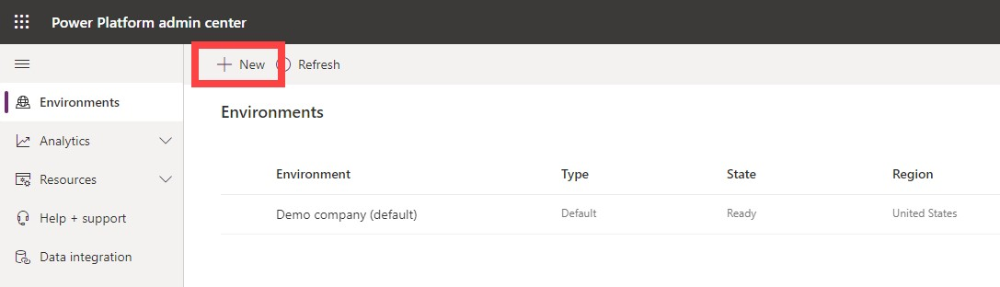 Power Platform admin center
New Refresh
Environments
Analytics
Resources
Help + support
Data integration
Environments
Environment Type State Region
Demo company (default) Default Ready United States